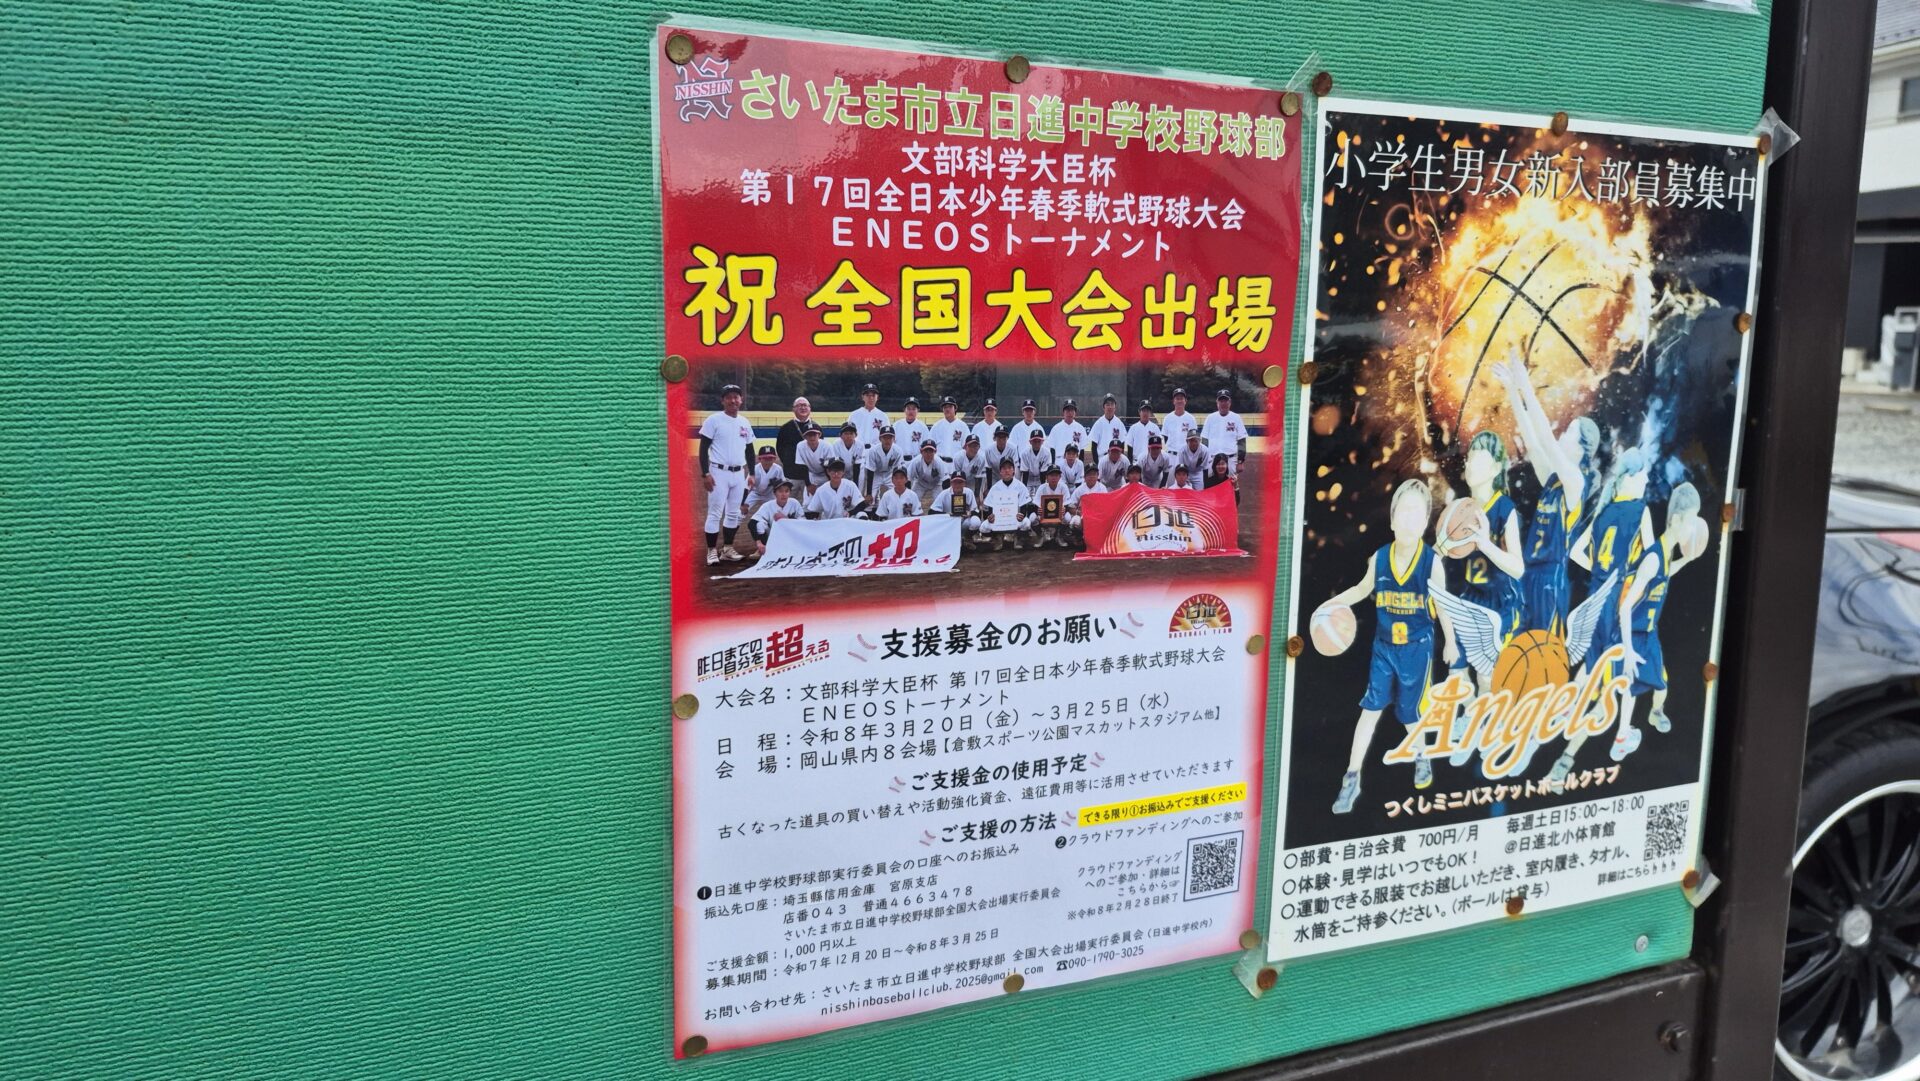 NISSHIN
さいたま市立日進中学校野球部
文部科学大臣杯
第17回全日本少年春季軟式野球大会
ENEOSトーナメント
祝 全国大会出場
日進
Nisshin
昨日までの自分を超える
支援募金のお願い
日進
BASEBALL TEAM
大会名：文部科学大臣杯 第17回全日本少年春季軟式野球大会
ENEOSトーナメント
日　程：令和8年3月20日（金）～3月25日（水）
会　場：岡山県内8会場【倉敷スポーツ公園マスカットスタジアム他】
ご支援金の使用予定
古くなった道具の買い替えや活動強化資金、遠征費用等に活用させていただきます
ご支援の方法
できる限り①お振込みでご支援ください
❶日進中学校野球部実行委員会の口座へのお振込み
振込先口座：埼玉縣信用金庫　宮原支店
店番043　普通4663478
さいたま市立日進中学校野球部全国大会出場実行委員会
ご支援金額：1,000円以上
募集期間：令和7年12月20日～令和8年3月25日
❷クラウドファンディングへのご参加
クラウドファンディング
へのご参加・詳細は
こちらから☞
※令和8年2月28日終了
お問い合わせ先：さいたま市立日進中学校野球部 全国大会出場実行委員会（日進中学校内）
nisshinbaseballclub.2025@gmail.com　☎090-1790-3025
小学生男女新入部員募集中
ANGELS
12
4
Angels
つくしミニバスケットボールクラブ
○部費・自治会費　700円/月
毎週土日15:00～18:00
@日進北小体育館
○体験・見学はいつでもOK！
○運動できる服装でお越しいただき、室内履き、タオル、
水筒をご持参ください。（ボールは貸与）
詳細はこちら